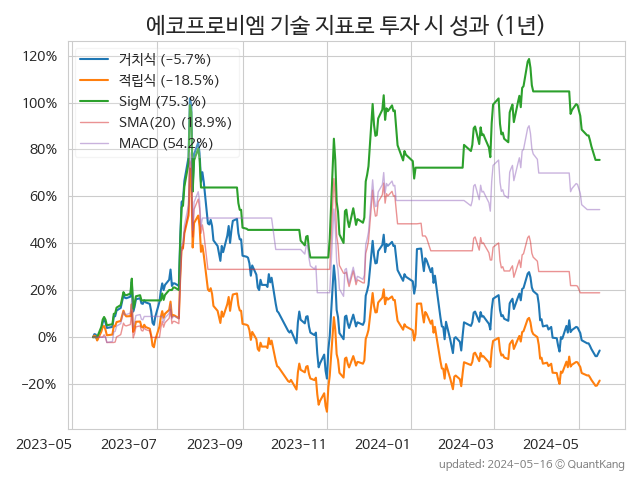 에코프로비엠 기술 지표로 투자 시 성과 (1년)
120%
100%
80%
60%
40%
20%
0%
−20%
거치식 (−5.7%)
적립식 (−18.5%)
SigM (75.3%)
SMA(20) (18.9%)
MACD (54.2%)
2023-05
2023-07
2023-09
2023-11
2024-01
2024-03
2024-05
updated: 2024-05-16 ⓒ QuantKang